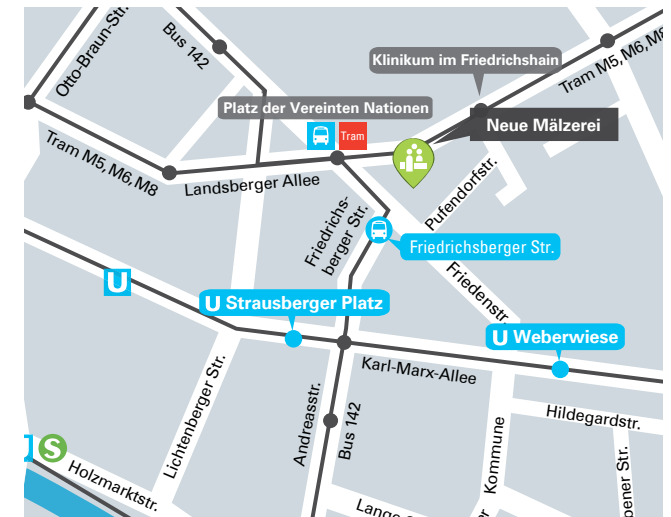 Otto-Braun-Str.
Bus 142
Klinikum im Friedrichshain
Tram M5, M6, M8
Platz der Vereinten Nationen
Tram
Neue Mälzerei
Tram M5, M6, M8
Landsberger Allee
Pufendorfstr.
Friedrichs-
berger Str.
Friedrichsberger Str.
Friedenstr.
U
U Strausberger Platz
U Weberwiese
Karl-Marx-Allee
Lichtenberger Str.
Andreasstr.
Bus 142
Hildegardstr.
Kommune
S
Holzmarktstr.